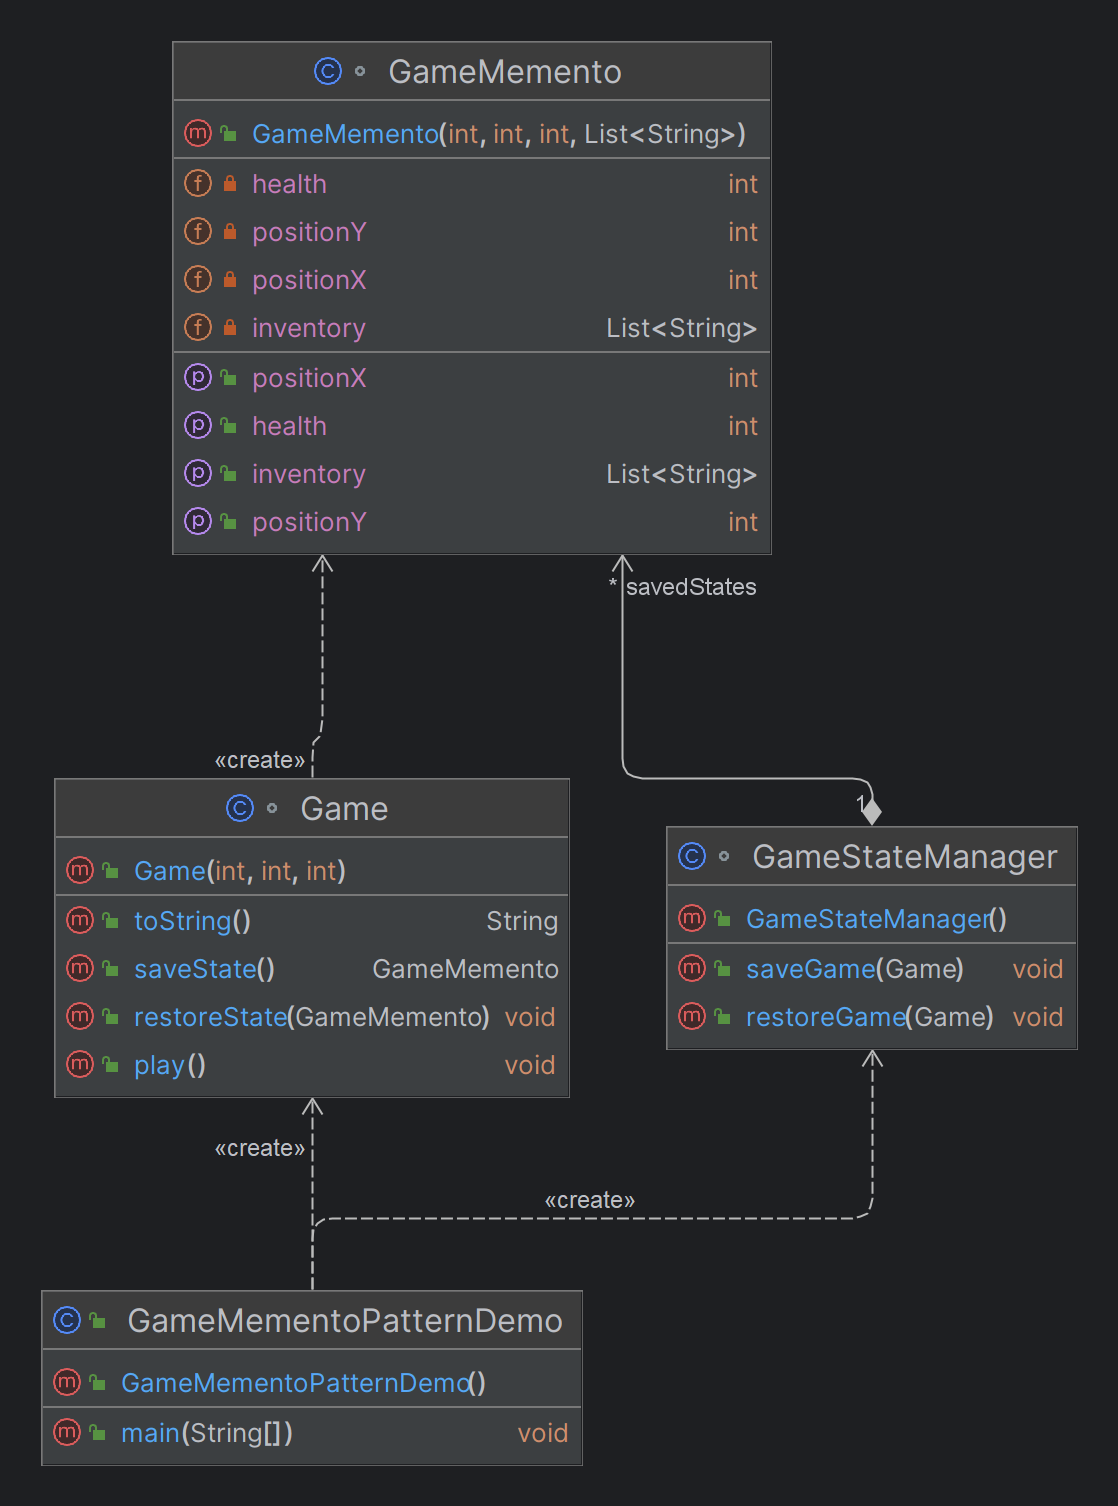 GameMemento
GameMemento(int, int, int, List<String>)
health int
positionY int
positionX int
inventory List<String>
positionX int
health int
inventory List<String>
positionY int
* savedStates
«create»
Game
Game(int, int, int)
toString() String
saveState() GameMemento
restoreState(GameMemento) void
play() void
1
GameStateManager
GameStateManager()
saveGame(Game) void
restoreGame(Game) void
«create»
«create»
GameMementoPatternDemo
GameMementoPatternDemo()
main(String[]) void